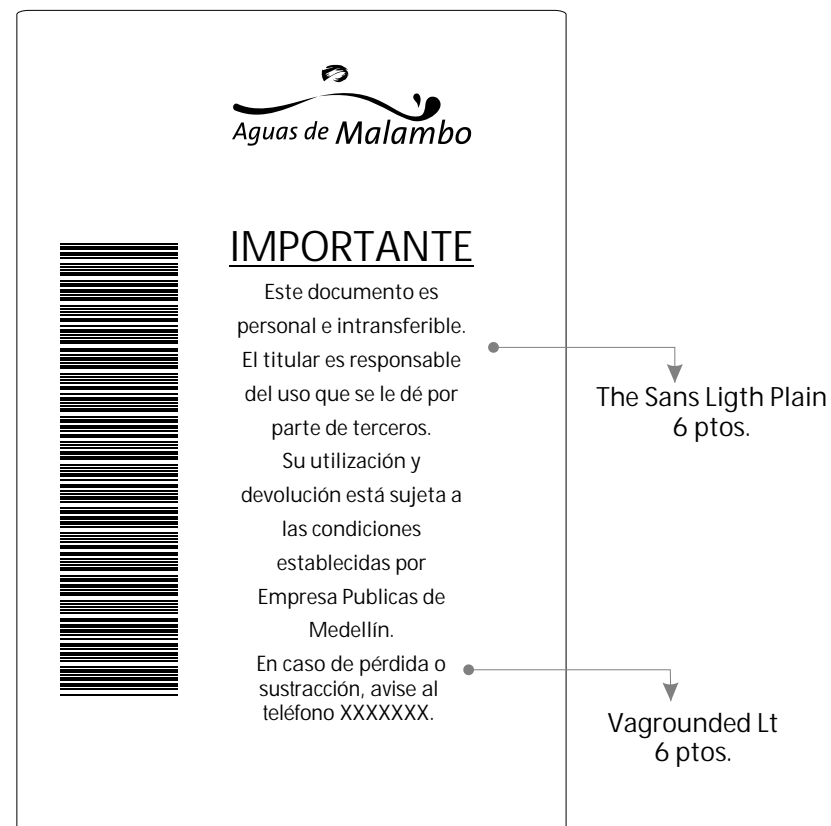 Aguas de Malambo
IMPORTANTE
Este documento es
personal e intransferible.
El titular es responsable
del uso que se le dé por
parte de terceros.
Su utilización y
devolución está sujeta a
las condiciones
establecidas por
Empresa Publicas de
Medellín.
En caso de pérdida o
sustracción, avise al
teléfono XXXXXXX.
The Sans Ligth Plain
6 ptos.
Vagrounded Lt
6 ptos.